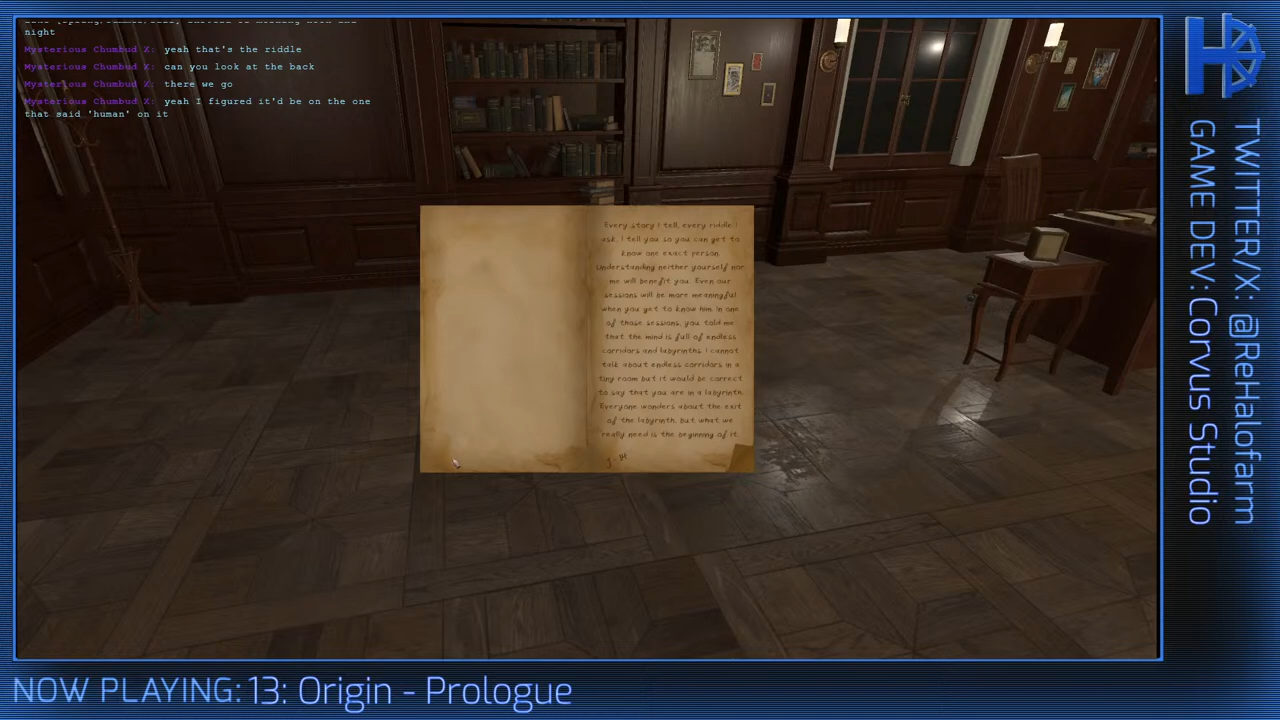 night
Mysterious Chumbud X: yeah that's the riddle
Mysterious Chumbud X: can you look at the back
Mysterious Chumbud X: there we go
Mysterious Chumbud X: yeah I figured it'd be on the one
that said 'human' on it
Every story I tell, every riddle I
ask, I tell you so you can get to
know one exact person.
Understanding neither yourself nor
me will benefit you. Even our
sessions will be more meaningful
when you get to know him. In one
of those sessions, you told me
that the mind is full of endless
corridors and labyrinths. I cannot
talk about endless corridors in a
tiny room but it would be correct
to say that you are in a labyrinth.
Everyone wonders about the exit
of the labyrinth, but what we
really need is the beginning of it.
TWITTER/X: @ReHalofarm
GAME DEV: Corvus Studio
NOW PLAYING: 13: Origin - Prologue